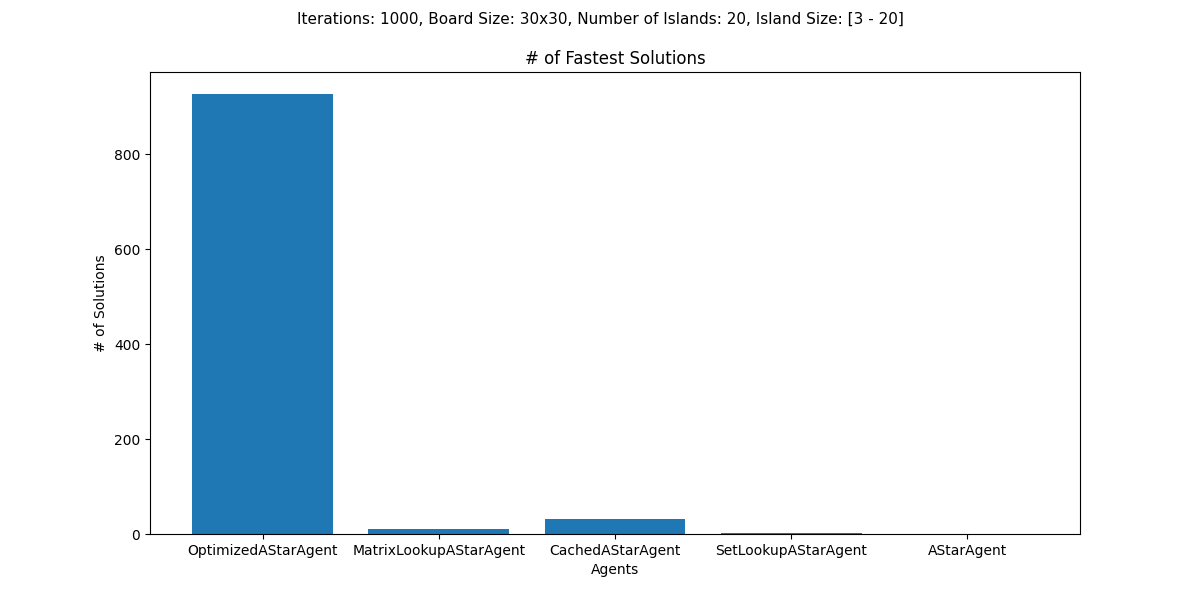 Iterations: 1000, Board Size: 30x30, Number of Islands: 20, Island Size: [3 - 20]
# of Fastest Solutions
# of Solutions
800
600
400
200
0
OptimizedAStarAgent MatrixLookupAStarAgent CachedAStarAgent SetLookupAStarAgent AStarAgent
Agents